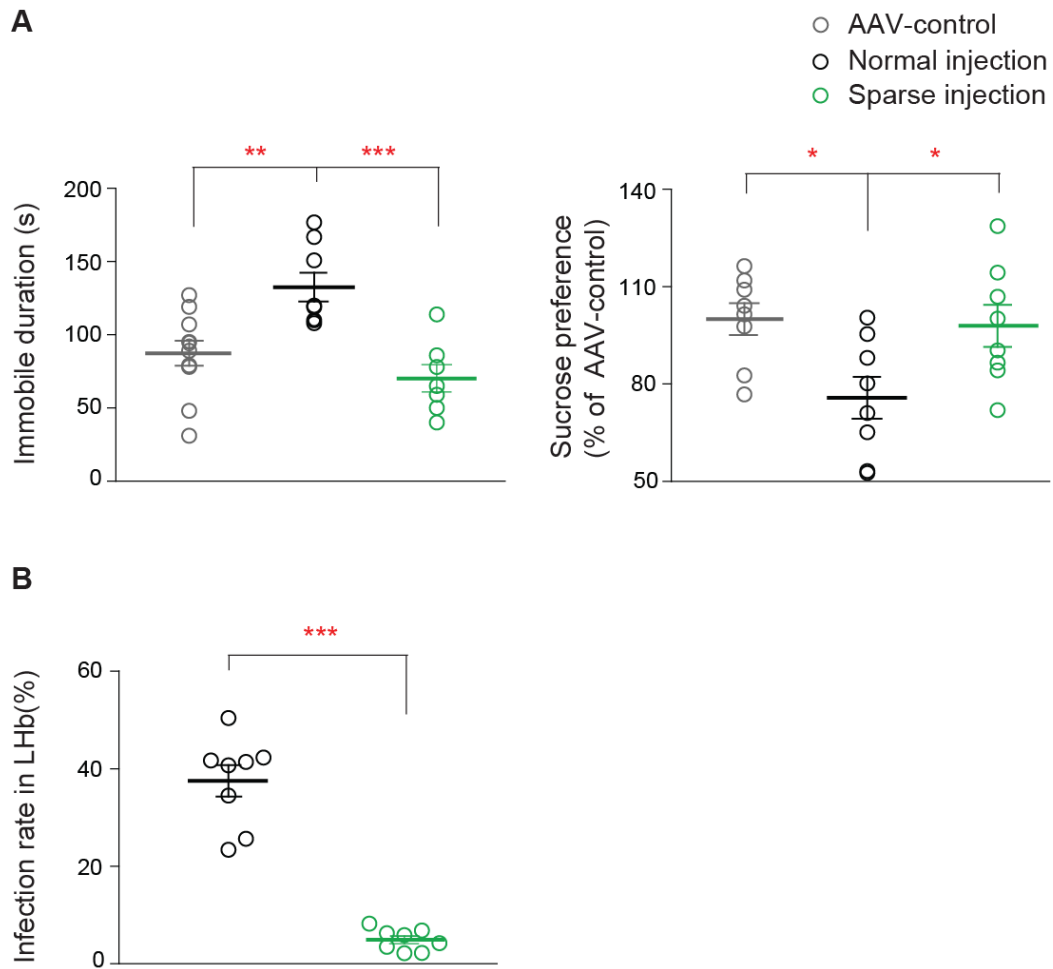 A
AAV-control
Normal injection
Sparse injection
** ***
Immobile duration (s)
200
150
100
50
0
* *
Sucrose preference
(% of AAV-control)
140
110
80
50
B
***
Infection rate in LHb(%)
60
40
20
0